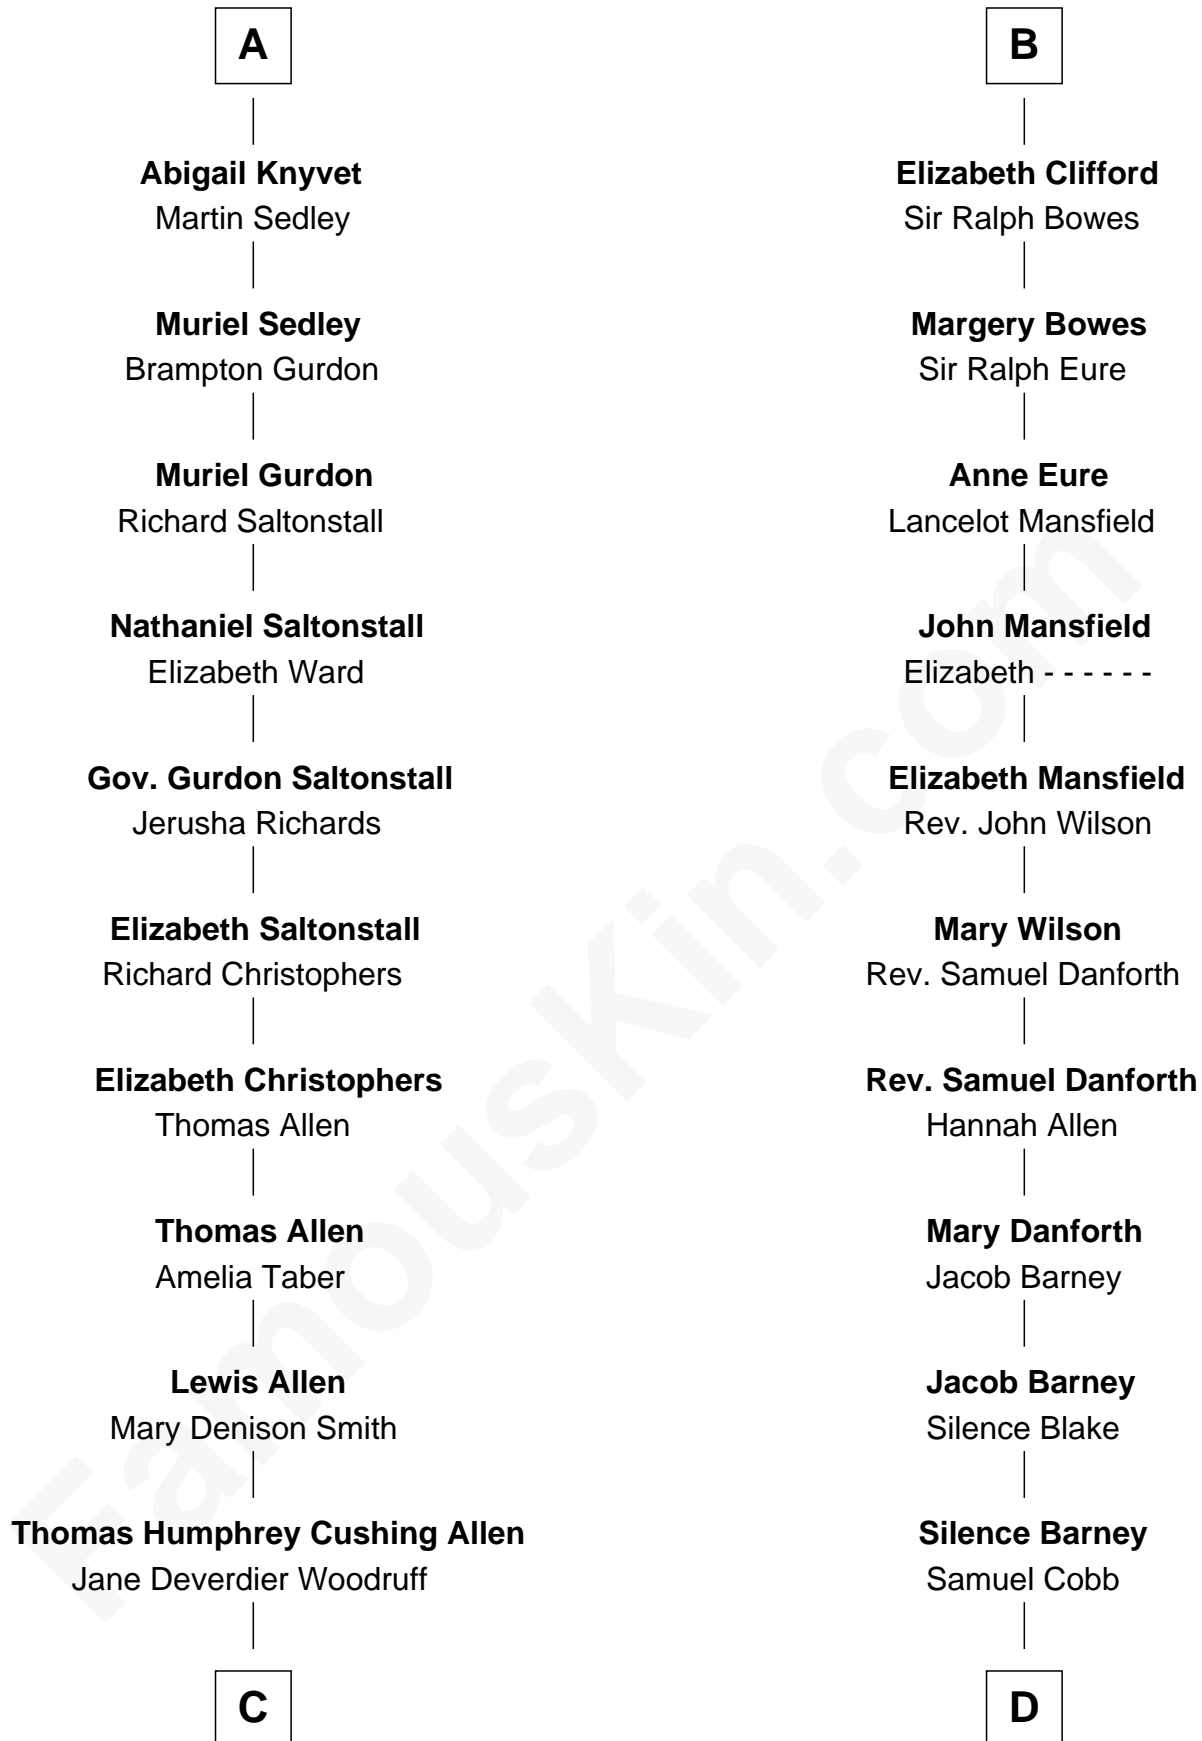 A
Abigail Knyvet
Martin Sedley
Muriel Sedley
Brampton Gurdon
Muriel Gurdon
Richard Saltonstall
Nathaniel Saltonstall
Elizabeth Ward
Gov. Gurdon Saltonstall
Jerusha Richards
Elizabeth Saltonstall
Richard Christophers
Elizabeth Christophers
Thomas Allen
Thomas Allen
Amelia Taber
Lewis Allen
Mary Denison Smith
Thomas Humphrey Cushing Allen
Jane Deverdier Woodruff
C
B
Elizabeth Clifford
Sir Ralph Bowes
Margery Bowes
Sir Ralph Eure
Anne Eure
Lancelot Mansfield
John Mansfield
Elizabeth - - - - - -
Elizabeth Mansfield
Rev. John Wilson
Mary Wilson
Rev. Samuel Danforth
Rev. Samuel Danforth
Hannah Allen
Mary Danforth
Jacob Barney
Jacob Barney
Silence Blake
Silence Barney
Samuel Cobb
D
FamousKin.com